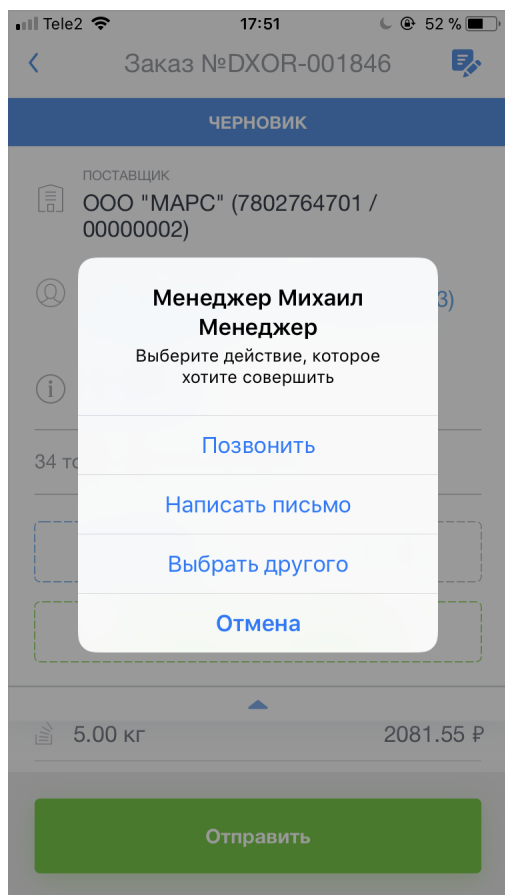 Tele2 17:51 52 %
Заказ №DXOR-001846
ЧЕРНОВИК
ПОСТАВЩИК
ООО "МАРС" (7802764701 /
00000002)
3)
Менеджер Михаил
Менеджер
Выберите действие, которое
хотите совершить
Позвонить
34 то
Написать письмо
Выбрать другого
Отмена
5.00 кг 2081.55 ₽
Отправить